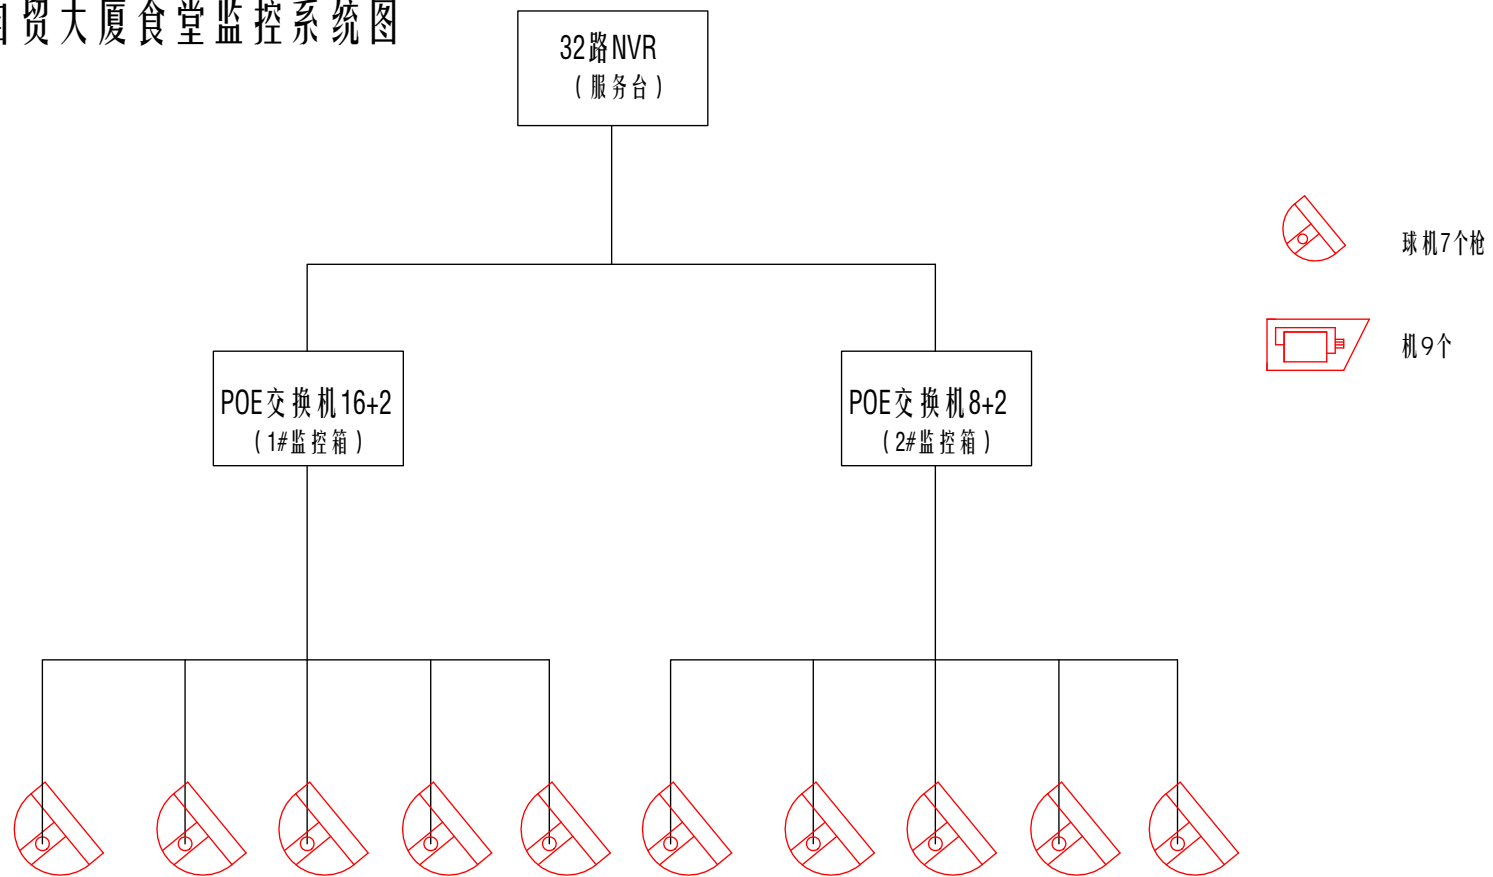 贸大厦食堂监控系统图
32路NVR
(服务台)
球机7个枪
机9个
POE交换机16+2
(1#监控箱)
POE交换机8+2
(2#监控箱)